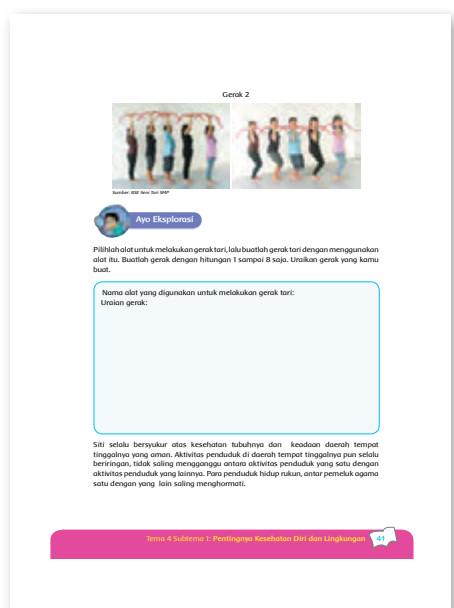 Gerak 2
Sumber: BSE Seni Tari SMP
Ayo Eksplorasi
Pilihlah alat untuk melakukan gerak tari, lalu buatlah gerak tari dengan menggunakan
alat itu. Buatlah gerak dengan hitungan 1 sampai 8 saja. Uraikan gerak yang kamu
buat.
Nama alat yang digunakan untuk melakukan gerak tari:
Uraian gerak:
Siti selalu bersyukur atas kesehatan tubuhnya dan keadaan daerah tempat
tinggalnya yang aman. Aktivitas penduduk di daerah tempat tinggalnya pun selalu
beriringan, tidak saling mengganggu antara aktivitas penduduk yang satu dengan
aktivitas penduduk yang lainnya. Para penduduk hidup rukun, antar pemeluk agama
satu dengan yang lain saling menghormati.
Tema 4 Subtema 1: Pentingnya Kesehatan Diri dan Lingkungan
41